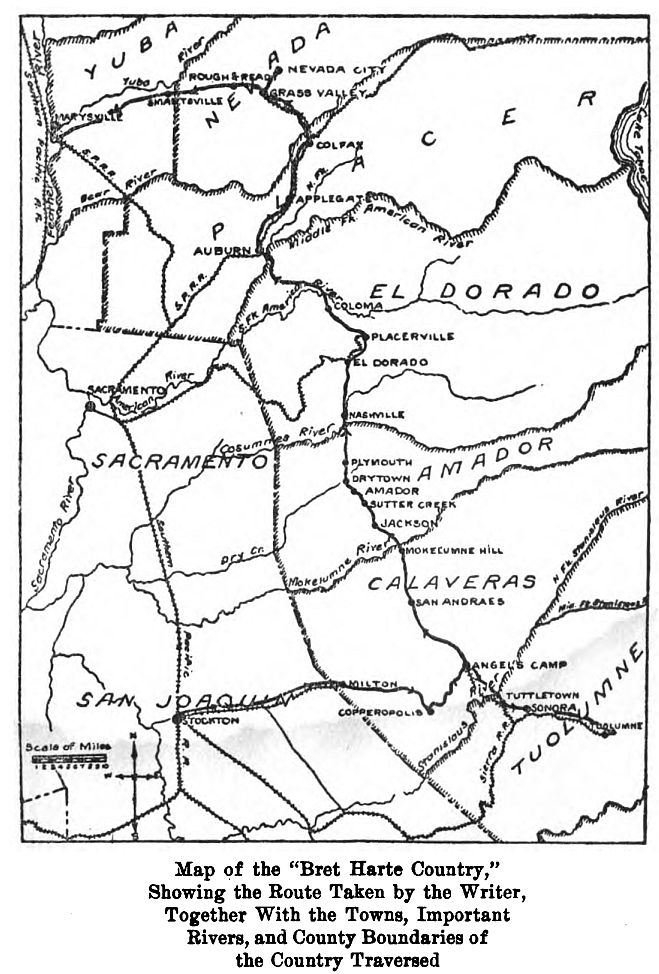 YUBA
River
NEVADA
Yuba
ROUGH & READY
NEVADA CITY
SMARTSVILLE
GRASS VALLEY
MARYSVILLE
Southern Pacific R.R.
Feather River
COLFAX
PLACER
Lake Tahoe
S.P.R.R.
N. Fk.
Bear River
APPLEGATE
Middle Fk. American River
AUBURN
S.P.R.R.
S. Fk. American River
COLOMA
EL DORADO
PLACERVILLE
EL DORADO
SACRAMENTO
American River
NASHVILLE
Cosumnes River
SACRAMENTO
PLYMOUTH
AMADOR
DRYTOWN
AMADOR
SUTTER CREEK
JACKSON
Sacramento River
Southern
Dry Cr.
Mokelumne River
MOKELUMNE HILL
N. Fk. Stanislaus River
CALAVERAS
SAN ANDRAES
Pacific
ANGEL'S CAMP
MILTON
SAN JOAQUIN
TUTTLETOWN
SONORA
COPPEROPOLIS
STOCKTON
TUOLUMNE
R.R.
Stanislaus River
Sierra R.R.
TUOLUMNE
Scale of Miles
N
W
E
S
Map of the “Bret Harte Country,”
Showing the Route Taken by the Writer,
Together With the Towns, Important
Rivers, and County Boundaries of
the Country Traversed